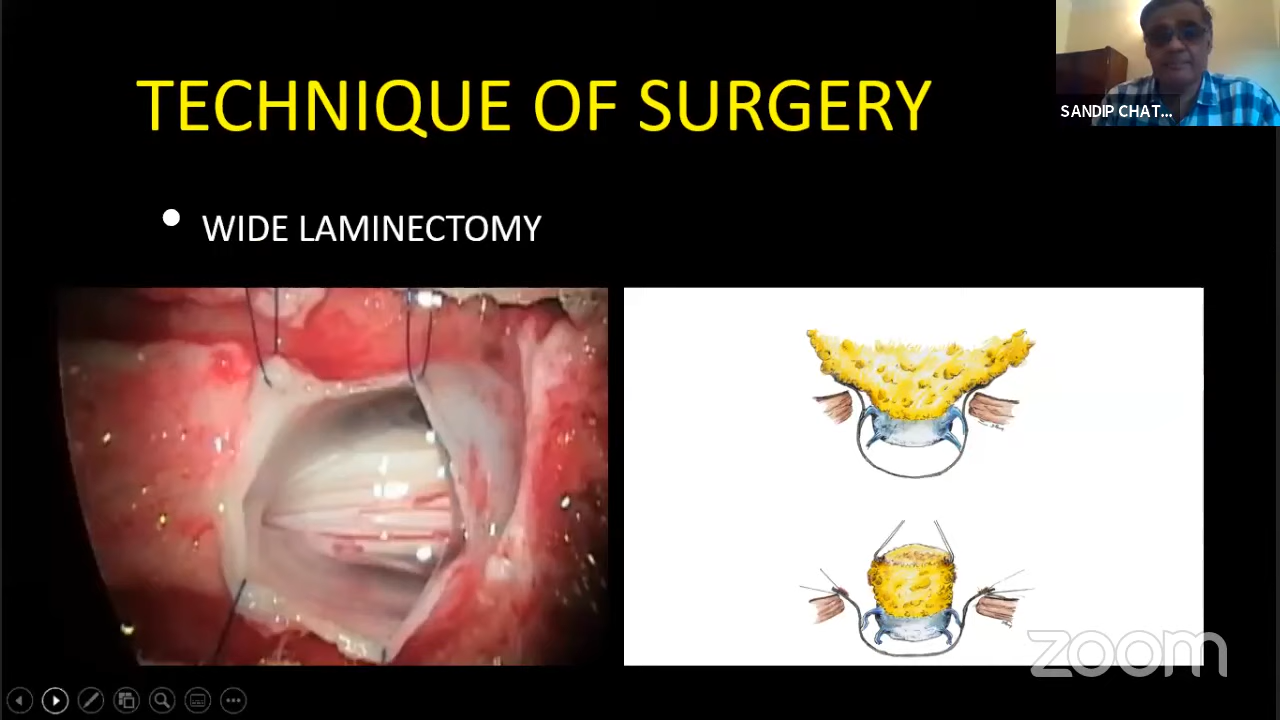 TECHNIQUE OF SURGERY
SANDIP CHAT...
• WIDE LAMINECTOMY
zoom